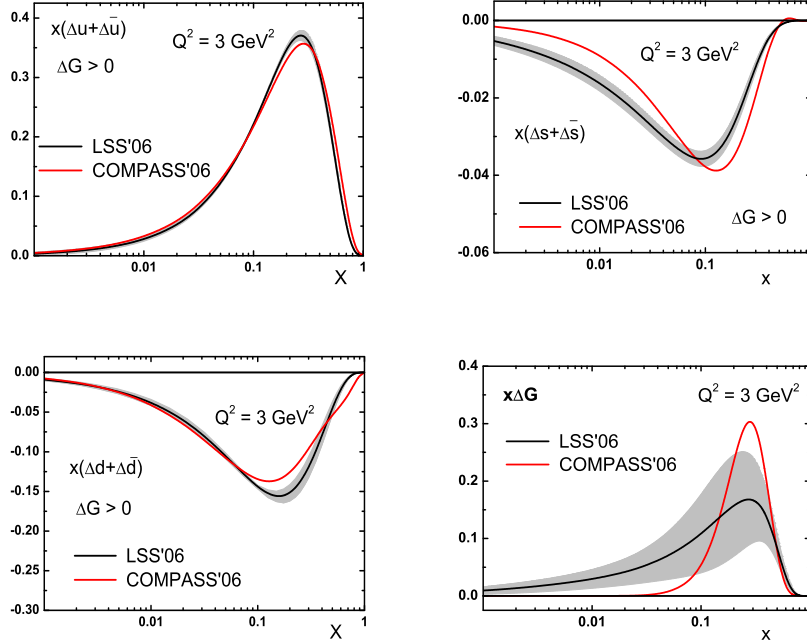 x(Δu+Δū)
Q² = 3 GeV²
ΔG > 0
LSS'06
COMPASS'06
0.4
0.3
0.2
0.1
0.0
0.01
0.1
1
X
0.00
-0.02
-0.04
-0.06
Q² = 3 GeV²
x(Δs+Δs̄)
LSS'06
COMPASS'06
ΔG > 0
0.01
0.1
x
0.00
-0.05
-0.10
-0.15
-0.20
-0.25
-0.30
Q² = 3 GeV²
x(Δd+Δd̄)
ΔG > 0
LSS'06
COMPASS'06
0.01
0.1
1
X
0.4
0.3
0.2
0.1
0.0
xΔG
Q² = 3 GeV²
LSS'06
COMPASS'06
0.01
0.1
x